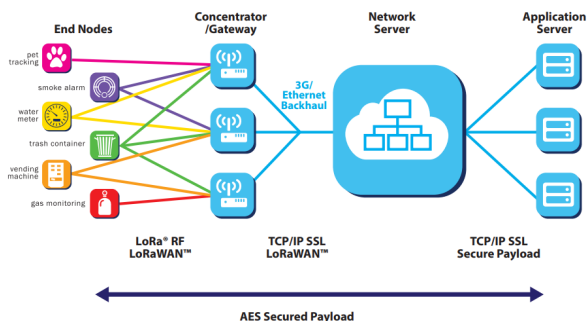 End Nodes
Concentrator
/Gateway
Network
Server
Application
Server
pet
tracking
smoke alarm
water
meter
trash container
vending
machine
gas monitoring
3G/
Ethernet
Backhaul
LoRa® RF
LoRaWAN™
TCP/IP SSL
LoRaWAN™
TCP/IP SSL
Secure Payload
AES Secured Payload